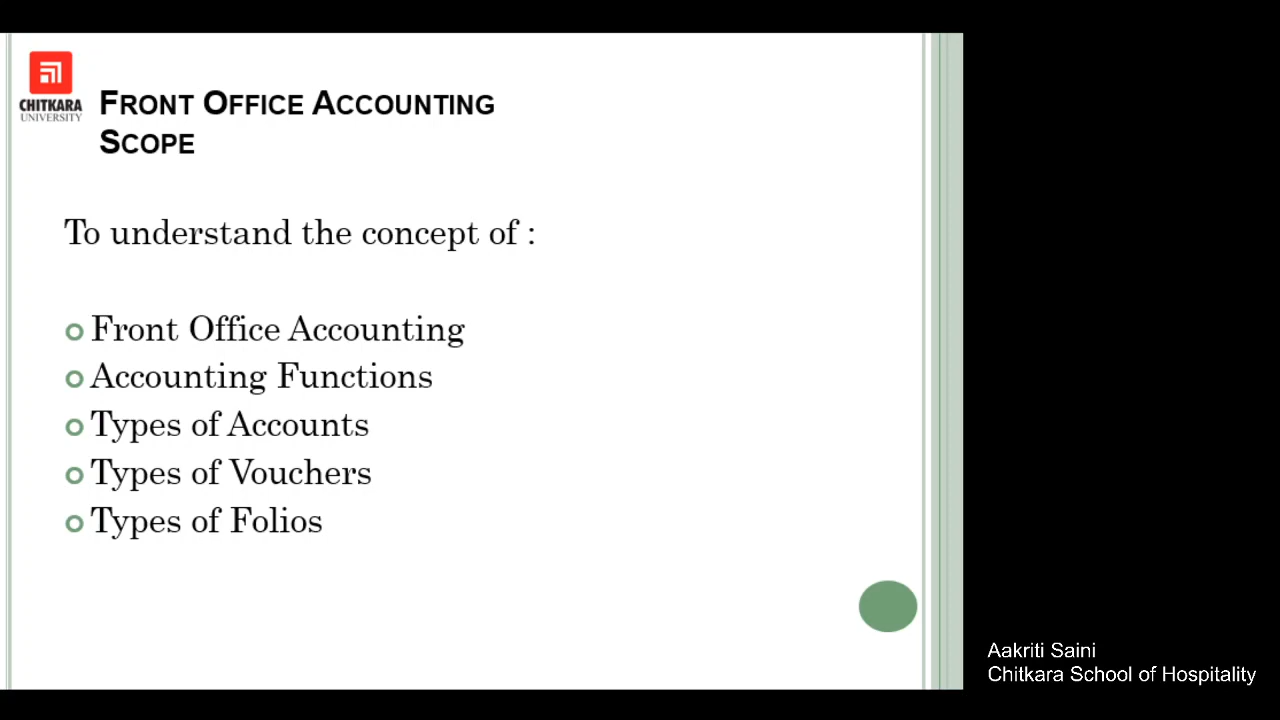 CHITKARA
UNIVERSITY
FRONT OFFICE ACCOUNTING
SCOPE
To understand the concept of :
Front Office Accounting
Accounting Functions
Types of Accounts
Types of Vouchers
Types of Folios
Aakriti Saini
Chitkara School of Hospitality